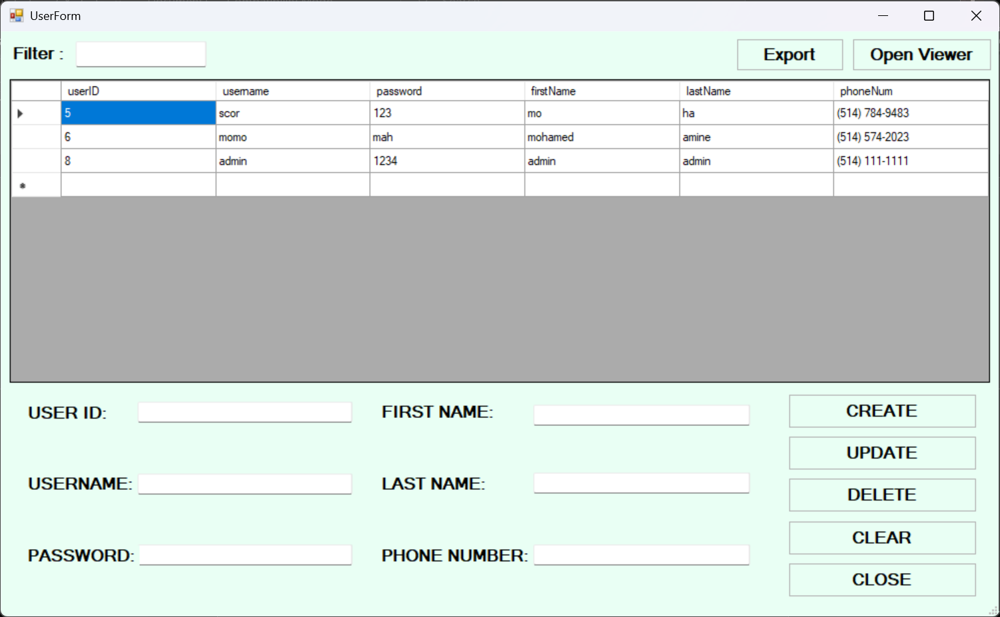 UserForm
Filter :
Export
Open Viewer
userID username password firstName lastName phoneNum
5 scor 123 mo ha (514) 784-9483
6 momo mah mohamed amine (514) 574-2023
8 admin 1234 admin admin (514) 111-1111
USER ID:
FIRST NAME:
CREATE
UPDATE
USERNAME:
LAST NAME:
DELETE
CLEAR
PASSWORD:
PHONE NUMBER:
CLOSE